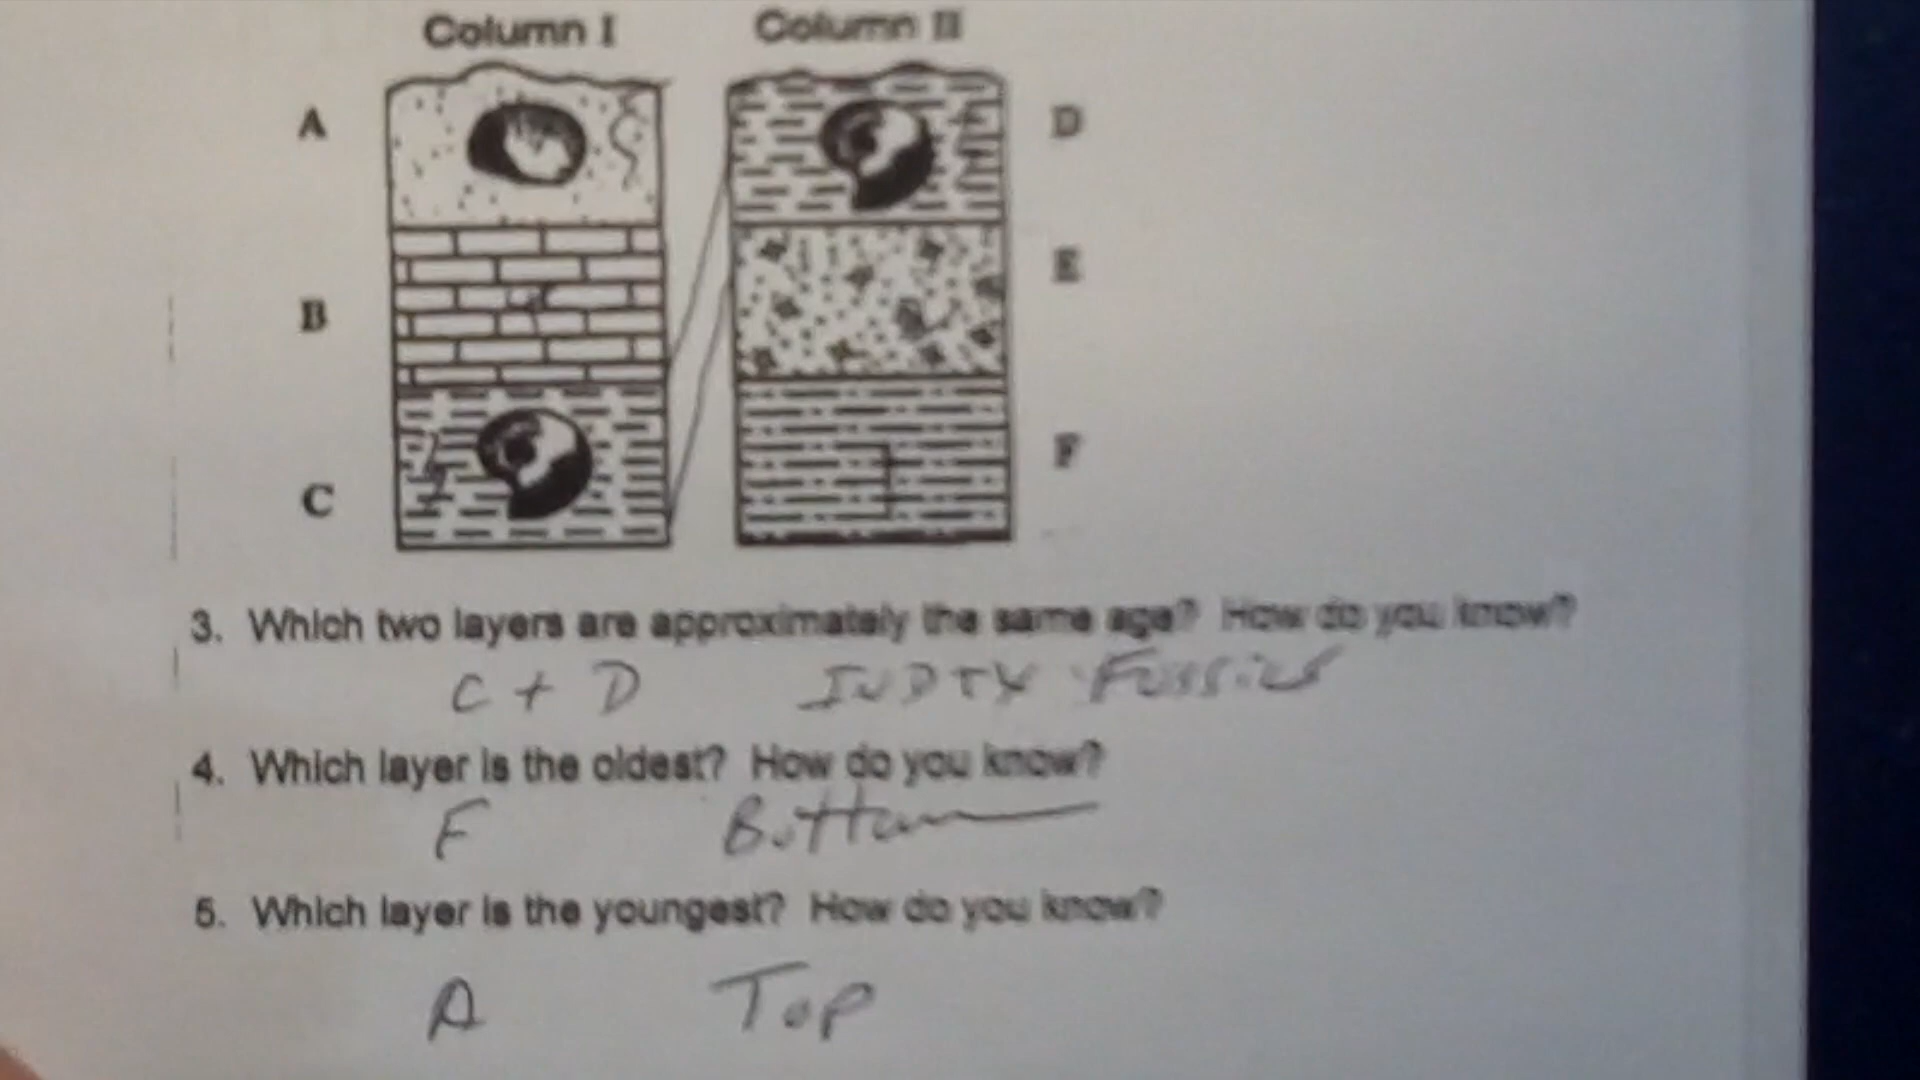 Column I Column II
A D
B E
C F
3. Which two layers are approximately the same age? How do you know?
C + D INDEX Fossils
4. Which layer is the oldest? How do you know?
F Bottom
5. Which layer is the youngest? How do you know?
A Top